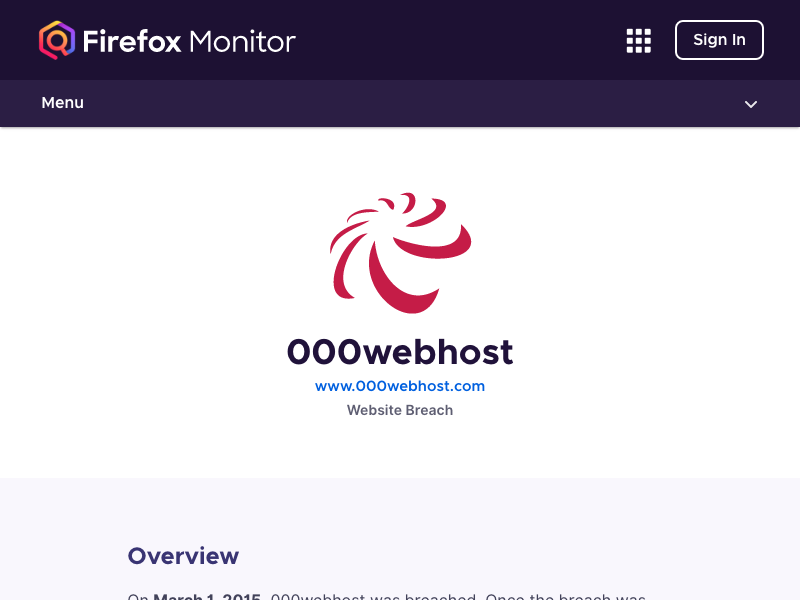 Firefox Monitor
Sign In
Menu
000webhost
www.000webhost.com
Website Breach
Overview
On March 1, 2015, 000webhost was breached. Once the breach was